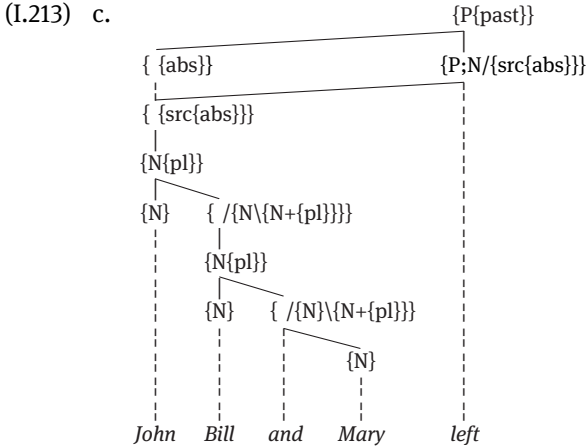 (I.213) c. {P{past}}
{ {abs}} {P;N/{src{abs}}}
{ {src{abs}}}
{N{pl}}
{N} { /{N\{N+{pl}}}}
{N{pl}}
{N} { /{N}\{N+{pl}}}
{N}
John Bill and Mary left